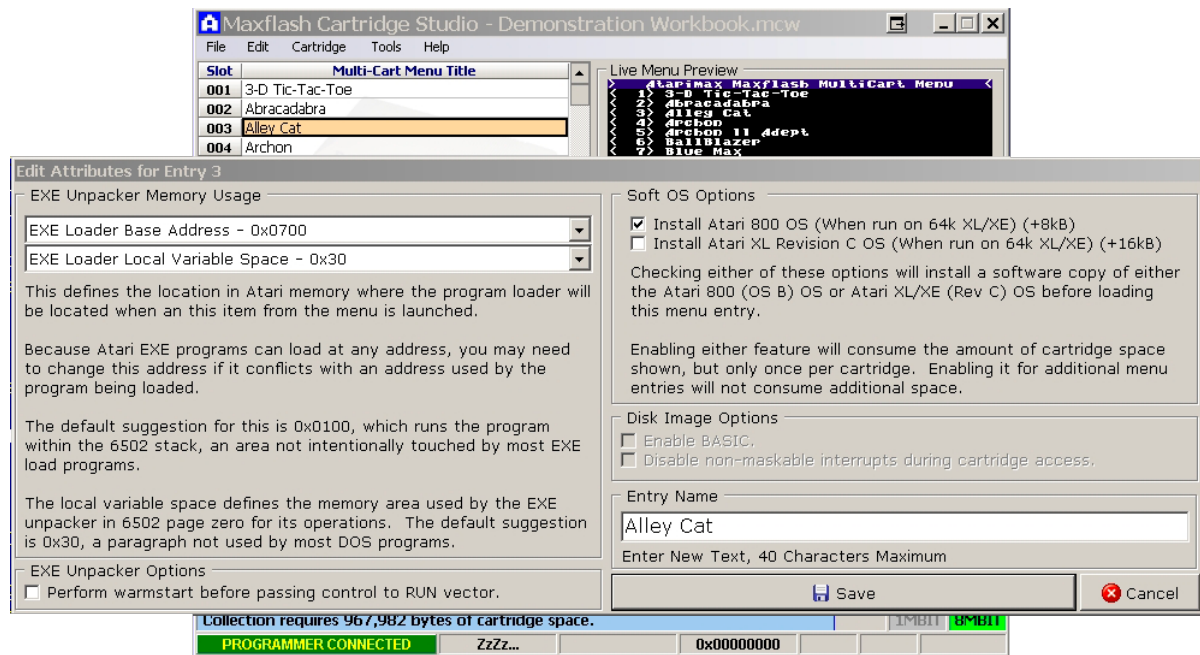 Maxflash Cartridge Studio - Demonstration Workbook.mcw
File Edit Cartridge Tools Help
Slot Multi-Cart Menu Title
001 3-D Tic-Tac-Toe
002 Abracadabra
003 Alley Cat
004 Archon
Live Menu Preview
Atarimax Maxflash MultiCart Menu
1) 3-D Tic-Tac-Toe
2) Abracadabra
3) Alley Cat
4) Archon
5) Archon II Adept
6) BallBlazer
7) Blue Max
Edit Attributes for Entry 3
EXE Unpacker Memory Usage
EXE Loader Base Address - 0x0700
EXE Loader Local Variable Space - 0x30
This defines the location in Atari memory where the program loader will
be located when an this item from the menu is launched.
Because Atari EXE programs can load at any address, you may need
to change this address if it conflicts with an address used by the
program being loaded.
The default suggestion for this is 0x0100, which runs the program
within the 6502 stack, an area not intentionally touched by most EXE
load programs.
The local variable space defines the memory area used by the EXE
unpacker in 6502 page zero for its operations. The default suggestion
is 0x30, a paragraph not used by most DOS programs.
EXE Unpacker Options
Perform warmstart before passing control to RUN vector.
Soft OS Options
Install Atari 800 OS (When run on 64k XL/XE) (+8kB)
Install Atari XL Revision C OS (When run on 64k XL/XE) (+16kB)
Checking either of these options will install a software copy of either
the Atari 800 (OS B) OS or Atari XL/XE (Rev C) OS before loading
this menu entry.
Enabling either feature will consume the amount of cartridge space
shown, but only once per cartridge. Enabling it for additional menu
entries will not consume additional space.
Disk Image Options
Enable BASIC.
Disable non-maskable interrupts during cartridge access.
Entry Name
Alley Cat
Enter New Text, 40 Characters Maximum
Save
Cancel
Collection requires 967,982 bytes of cartridge space.
1MBIT 8MBIT
PROGRAMMER CONNECTED ZzZz... 0x00000000